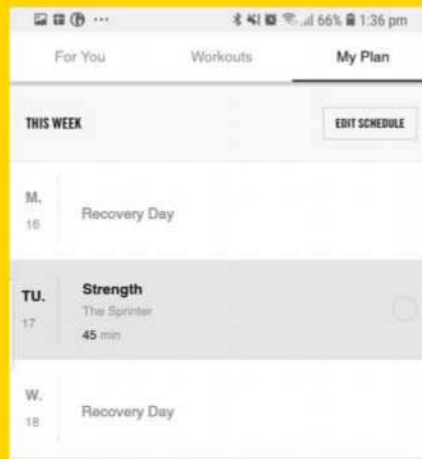 66% 1:36 pm
For You Workouts My Plan
THIS WEEK EDIT SCHEDULE
M.
16
Recovery Day
TU.
17
Strength
The Sprinter
45 min
W.
18
Recovery Day